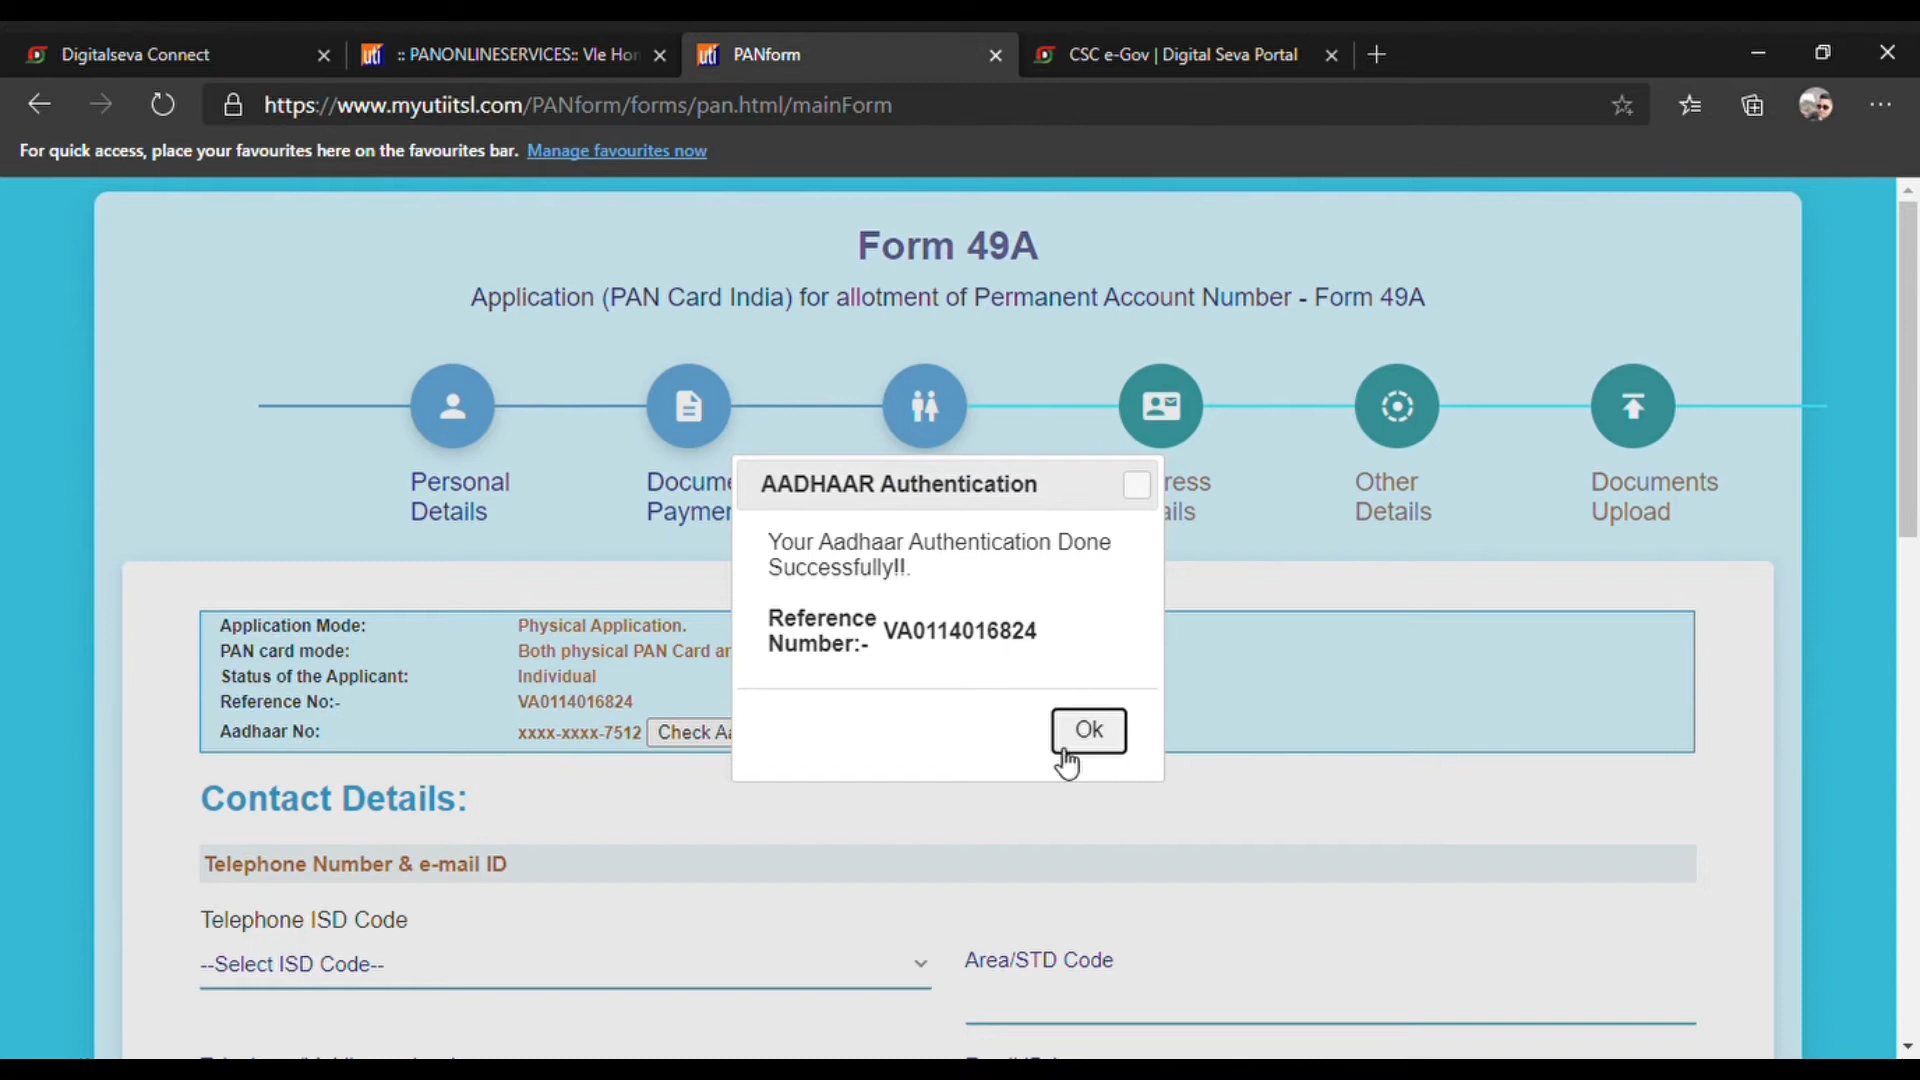 Digitalseva Connect
:: PANONLINESERVICES:: Vle Hon
PANform
CSC e-Gov | Digital Seva Portal
https://www.myutiitsl.com/PANform/forms/pan.html/mainForm
For quick access, place your favourites here on the favourites bar. Manage favourites now
Form 49A
Application (PAN Card India) for allotment of Permanent Account Number - Form 49A
Personal
Details
Docume
Paymen
ress
ails
Other
Details
Documents
Upload
AADHAAR Authentication
Your Aadhaar Authentication Done
Successfully!!.
Reference
Number:- VA0114016824
Ok
Application Mode: Physical Application.
PAN card mode: Both physical PAN Card an
Status of the Applicant: Individual
Reference No:- VA0114016824
Aadhaar No: xxxx-xxxx-7512 Check Aa
Contact Details:
Telephone Number & e-mail ID
Telephone ISD Code
--Select ISD Code--
Area/STD Code